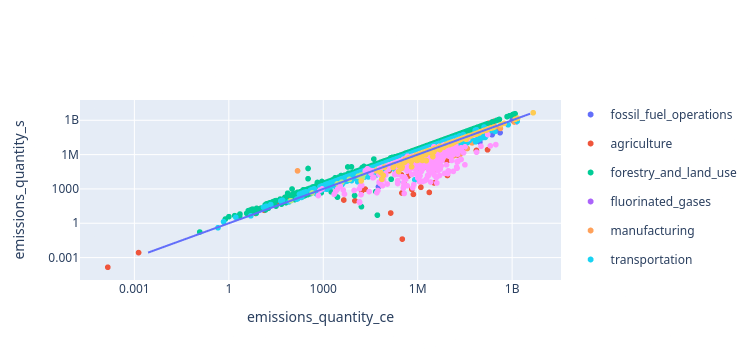 emissions_quantity_s
1B
1M
1000
1
0.001
0.001
1
1000
1M
1B
emissions_quantity_ce
fossil_fuel_operations
agriculture
forestry_and_land_use
fluorinated_gases
manufacturing
transportation